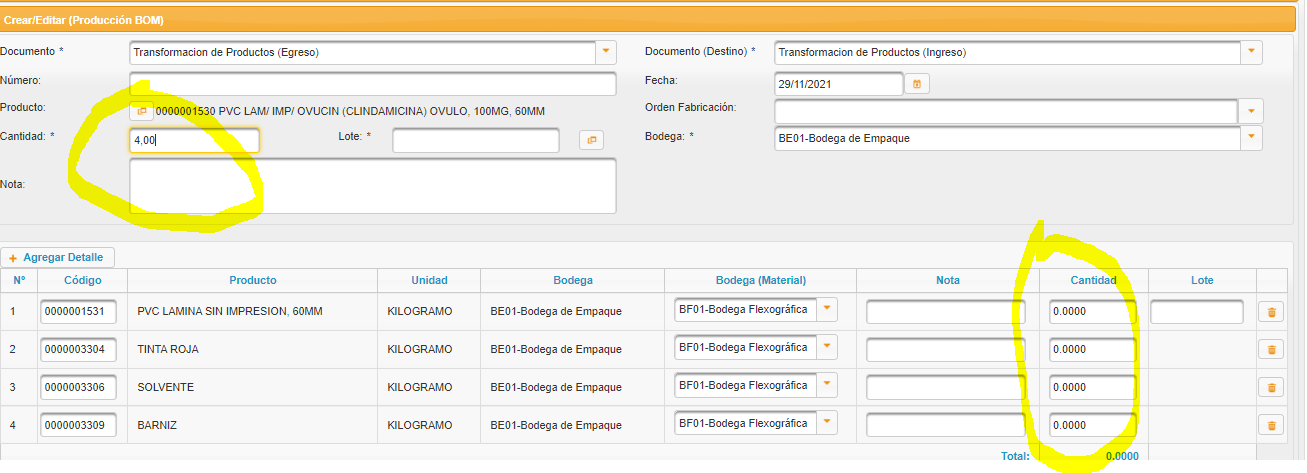 Crear/Editar (Producción BOM)
Documento * Transformacion de Productos (Egreso) Documento (Destino) * Transformacion de Productos (Ingreso)
Número: Fecha: 29/11/2021
Producto: 0000001530 PVC LAM/ IMP/ OVUCIN (CLINDAMICINA) OVULO, 100MG, 60MM Orden Fabricación:
Cantidad: * 4,00 Lote: * Bodega: * BE01-Bodega de Empaque
Nota:
+ Agregar Detalle
Nº Código Producto Unidad Bodega Bodega (Material) Nota Cantidad Lote
1 0000001531 PVC LAMINA SIN IMPRESION, 60MM KILOGRAMO BE01-Bodega de Empaque BF01-Bodega Flexográfica 0.0000
2 0000003304 TINTA ROJA KILOGRAMO BE01-Bodega de Empaque BF01-Bodega Flexográfica 0.0000
3 0000003306 SOLVENTE KILOGRAMO BE01-Bodega de Empaque BF01-Bodega Flexográfica 0.0000
4 0000003309 BARNIZ KILOGRAMO BE01-Bodega de Empaque BF01-Bodega Flexográfica 0.0000
Total: 0.0000